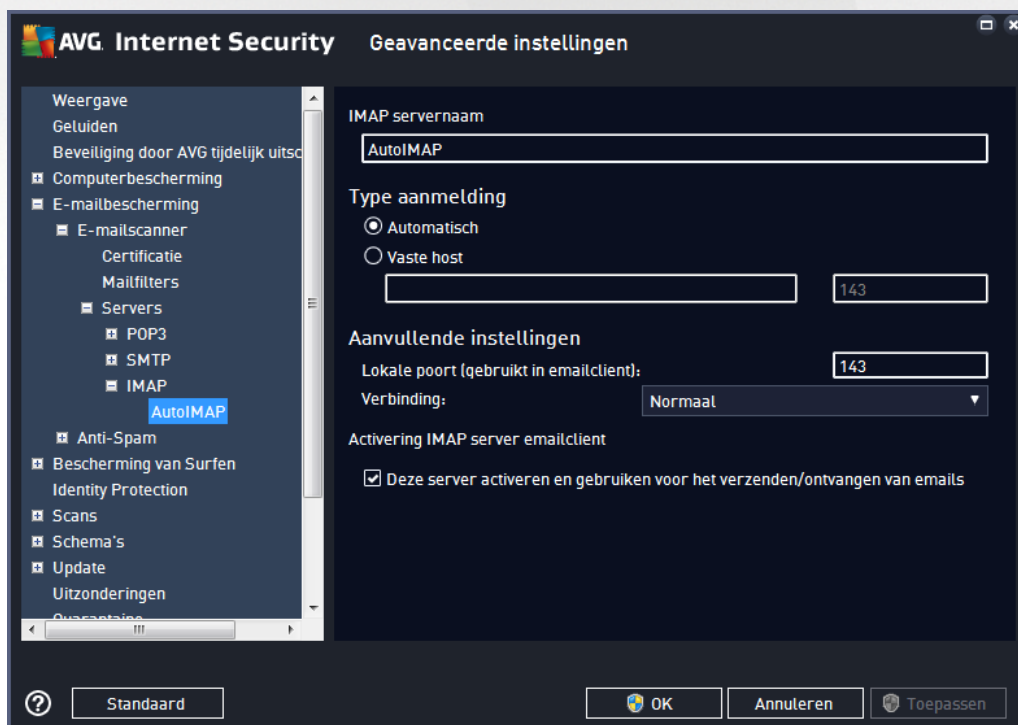 AVG. Internet Security
Geavanceerde instellingen
Weergave
Geluiden
Beveiliging door AVG tijdelijk uitsc
Computerbescherming
E-mailbescherming
E-mailscanner
Certificatie
Mailfilters
Servers
POP3
SMTP
IMAP
AutoIMAP
Anti-Spam
Bescherming van Surfen
Identity Protection
Scans
Schema's
Update
Uitzonderingen
Quarantaine
IMAP servernaam
AutoIMAP
Type aanmelding
Automatisch
Vaste host
143
Aanvullende instellingen
Lokale poort (gebruikt in emailclient):
143
Verbinding:
Normaal
Activering IMAP server emailclient
Deze server activeren en gebruiken voor het verzenden/ontvangen van emails
Standaard
OK
Annuleren
Toepassen